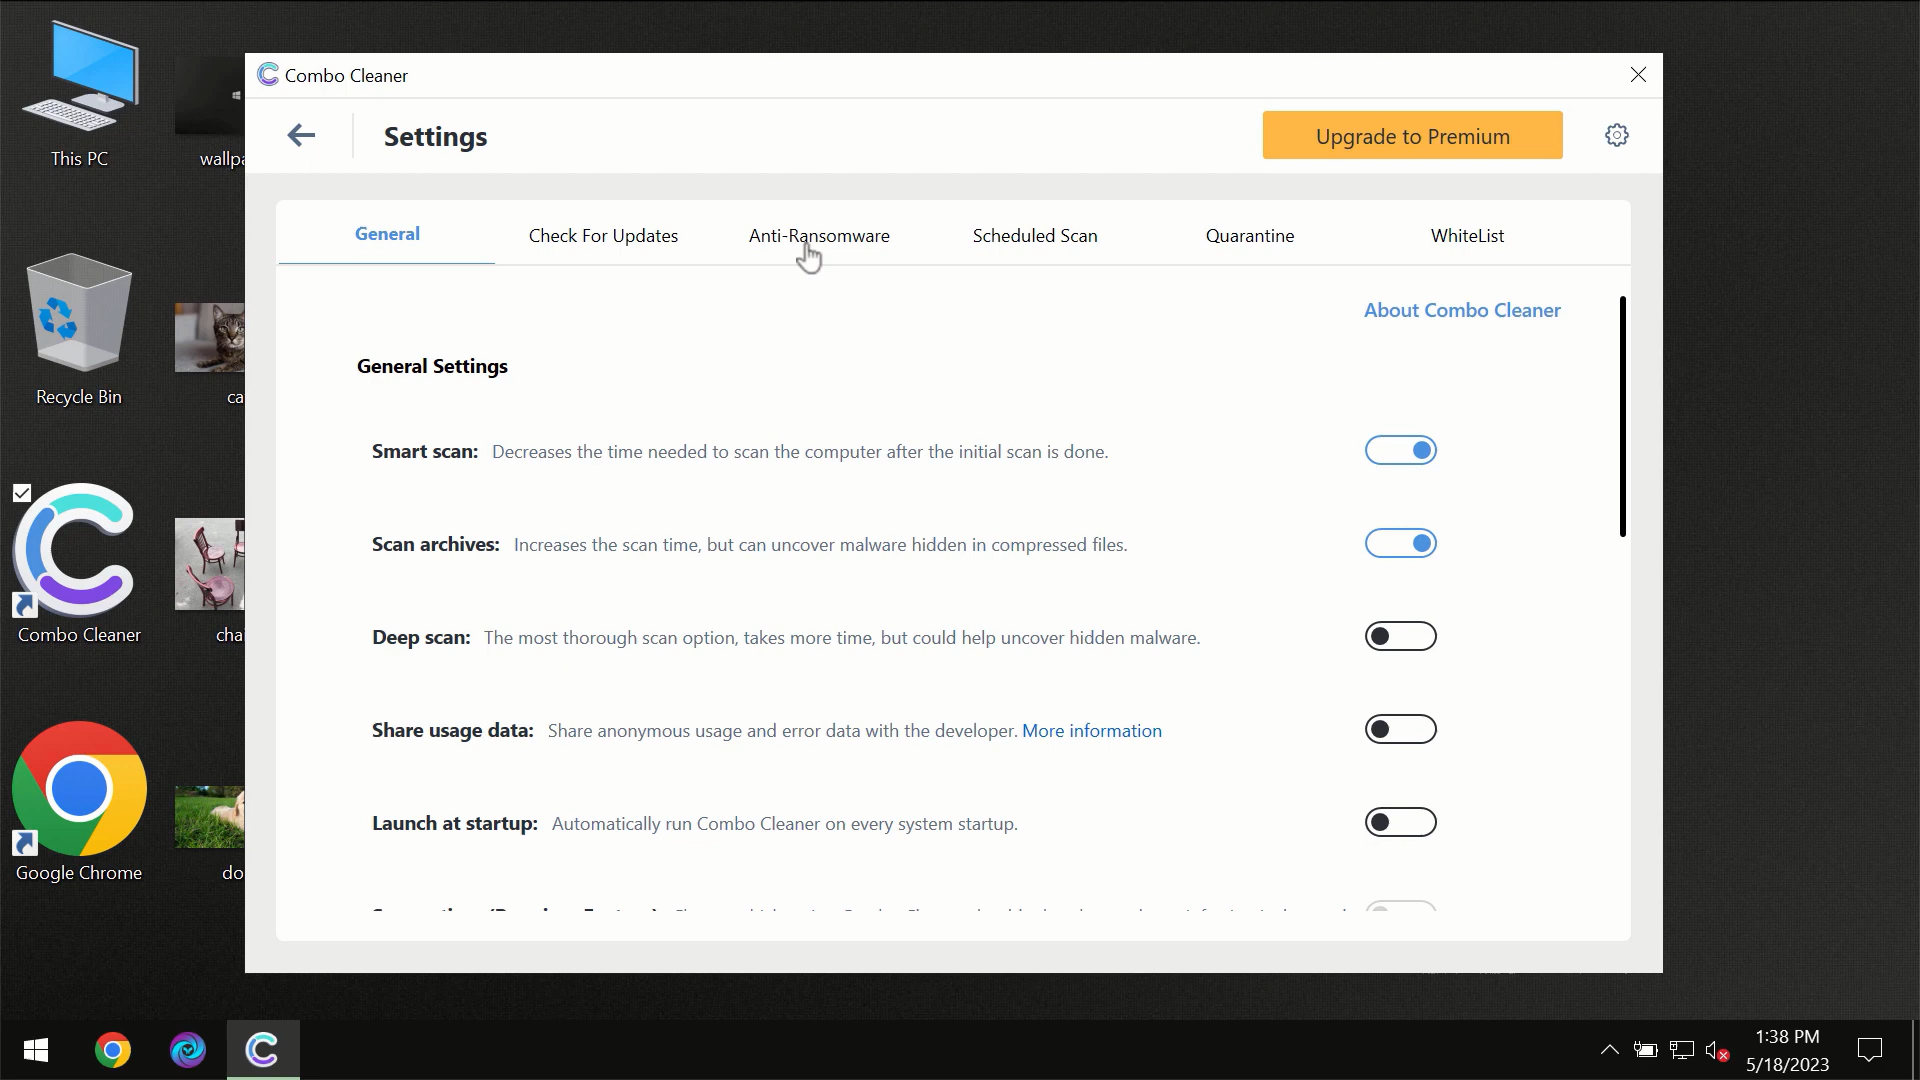 Combo Cleaner
Settings
Upgrade to Premium
General
Check For Updates
Anti-Ransomware
Scheduled Scan
Quarantine
WhiteList
About Combo Cleaner
General Settings
Smart scan: Decreases the time needed to scan the computer after the initial scan is done.
Scan archives: Increases the scan time, but can uncover malware hidden in compressed files.
Deep scan: The most thorough scan option, takes more time, but could help uncover hidden malware.
Share usage data: Share anonymous usage and error data with the developer. More information
Launch at startup: Automatically run Combo Cleaner on every system startup.
This PC
wallpa
Recycle Bin
ca
Combo Cleaner
chai
Google Chrome
do
1:38 PM
5/18/2023